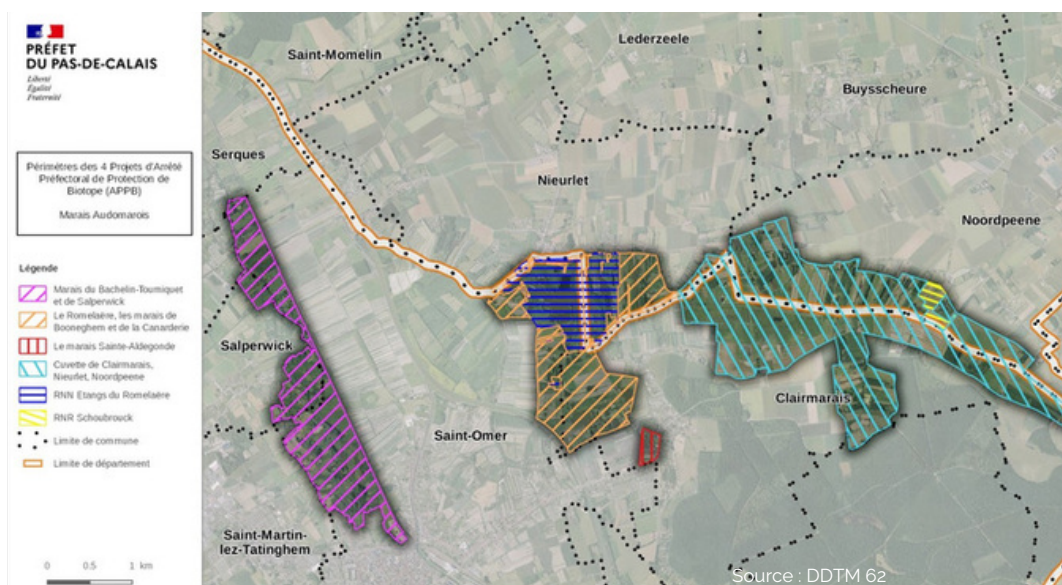 PRÉFET
DU PAS-DE-CALAIS
Liberté
Égalité
Fraternité
Périmètres des 4 Projets d'Arrêté
Préfectoral de Protection de
Biotope (APPB)
Marais Audomarois
Légende
Marais du Bachelin-Tourniquet
et de Salperwick
Le Romelaère, les marais de
Booneghem et de la Canarderie
Le marais Sainte-Aldegonde
Cuvette de Clairmarais,
Nieurlet, Noordpeene
RNN Etangs du Romelaère
RNR Schoubrouck
Limite de commune
Limite de département
0 0.5 1 km
Saint-Momelin
Lederzeele
Buysscheure
Serques
Nieurlet
Noordpeene
Salperwick
Clairmarais
Saint-Omer
Saint-Martin-
lez-Tatinghem
Source : DDTM 62